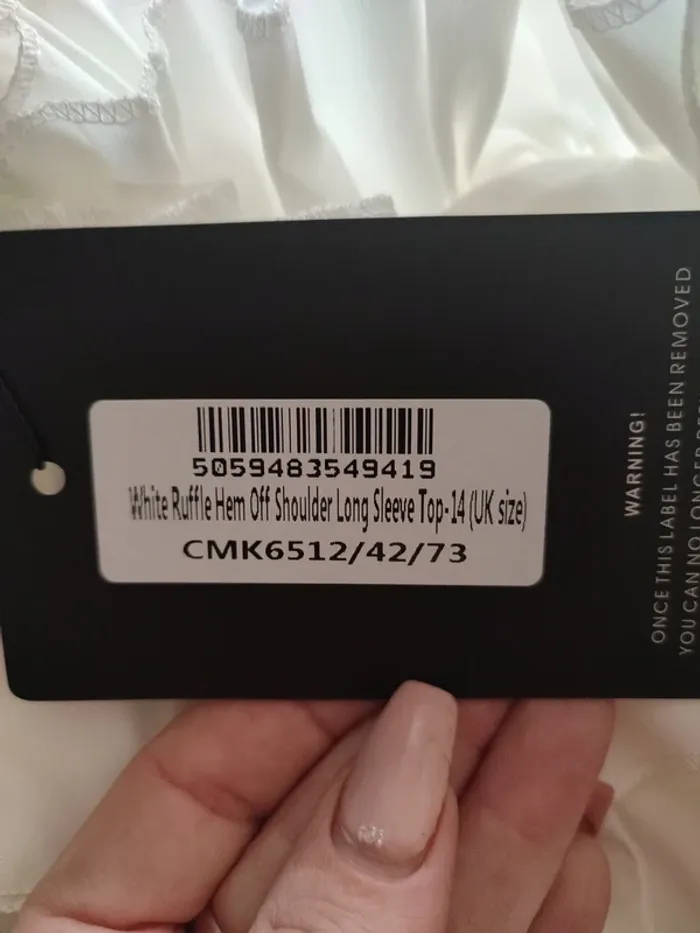 5059483549419
White Ruffle Hem Off Shoulder Long Sleeve Top-14 (UK size)
CMK6512/42/73
WARNING!
ONCE THIS LABEL HAS BEEN REMOVED
YOU CAN NO LONGER